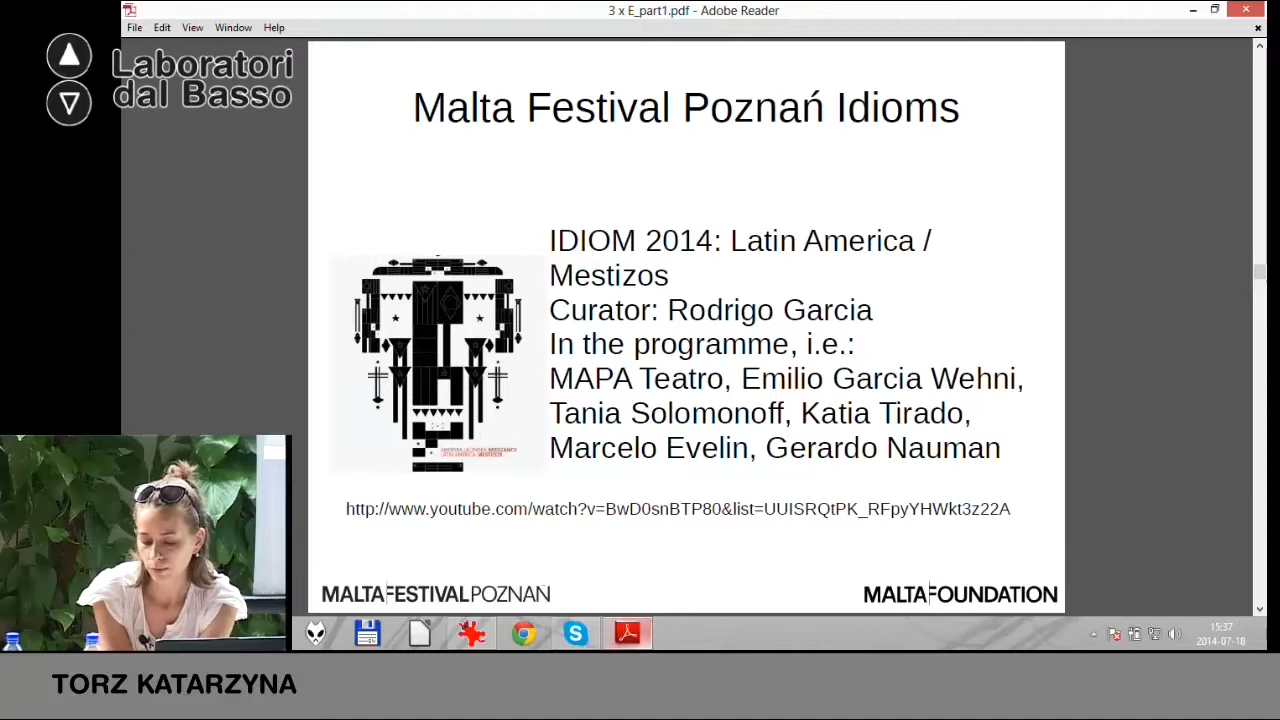 3 x E_part1.pdf - Adobe Reader
File Edit View Window Help
Laboratori
dal Basso
Malta Festival Poznań Idioms
IDIOM 2014: Latin America /
Mestizos
Curator: Rodrigo Garcia
In the programme, i.e.:
MAPA Teatro, Emilio Garcia Wehni,
Tania Solomonoff, Katia Tirado,
Marcelo Evelin, Gerardo Nauman
http://www.youtube.com/watch?v=BwD0snBTP80&list=UUISRQtPK_RFpyYHWkt3z22A
MALTAFESTIVALPOZNAŃ
MALTAFOUNDATION
15:37
2014-07-18
TORZ KATARZYNA